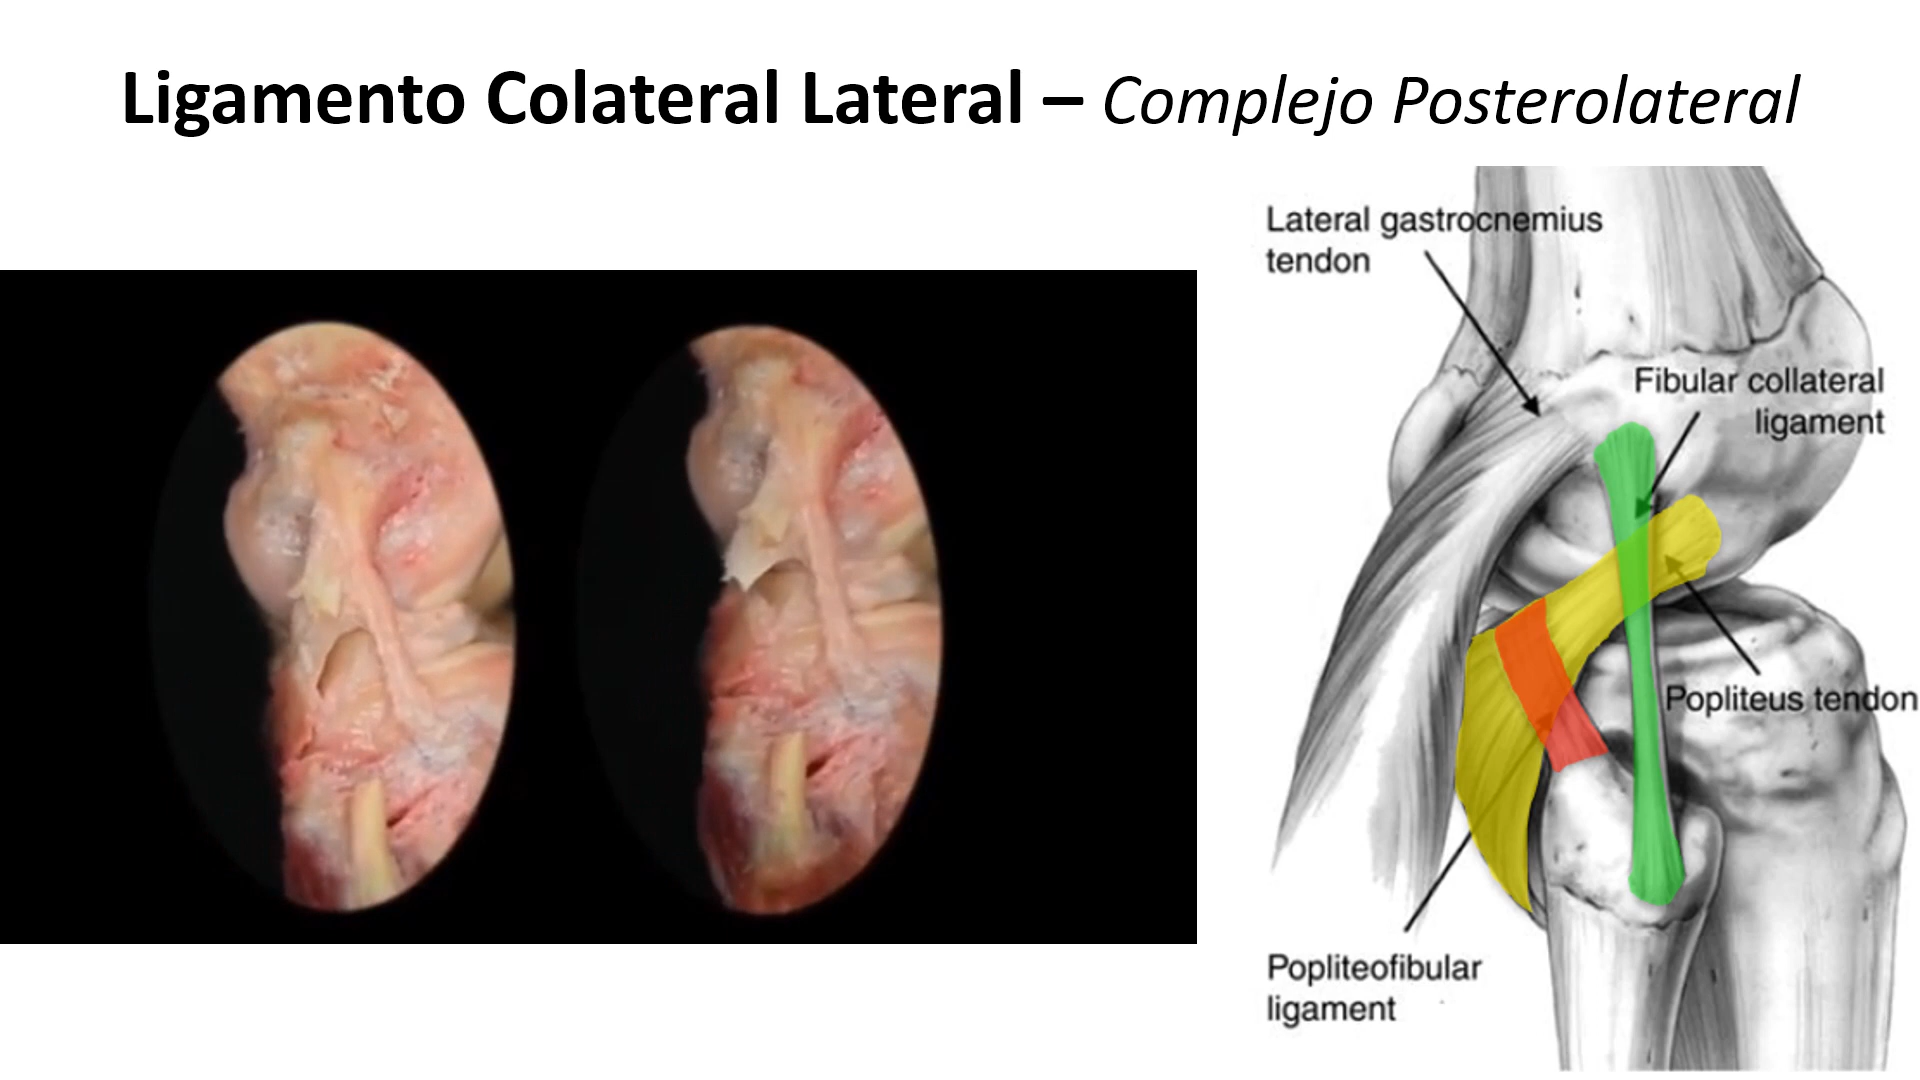 Ligamento Colateral Lateral – Complejo Posterolateral
Lateral gastrocnemius
tendon
Fibular collateral
ligament
Popliteus tendon
Popliteofibular
ligament